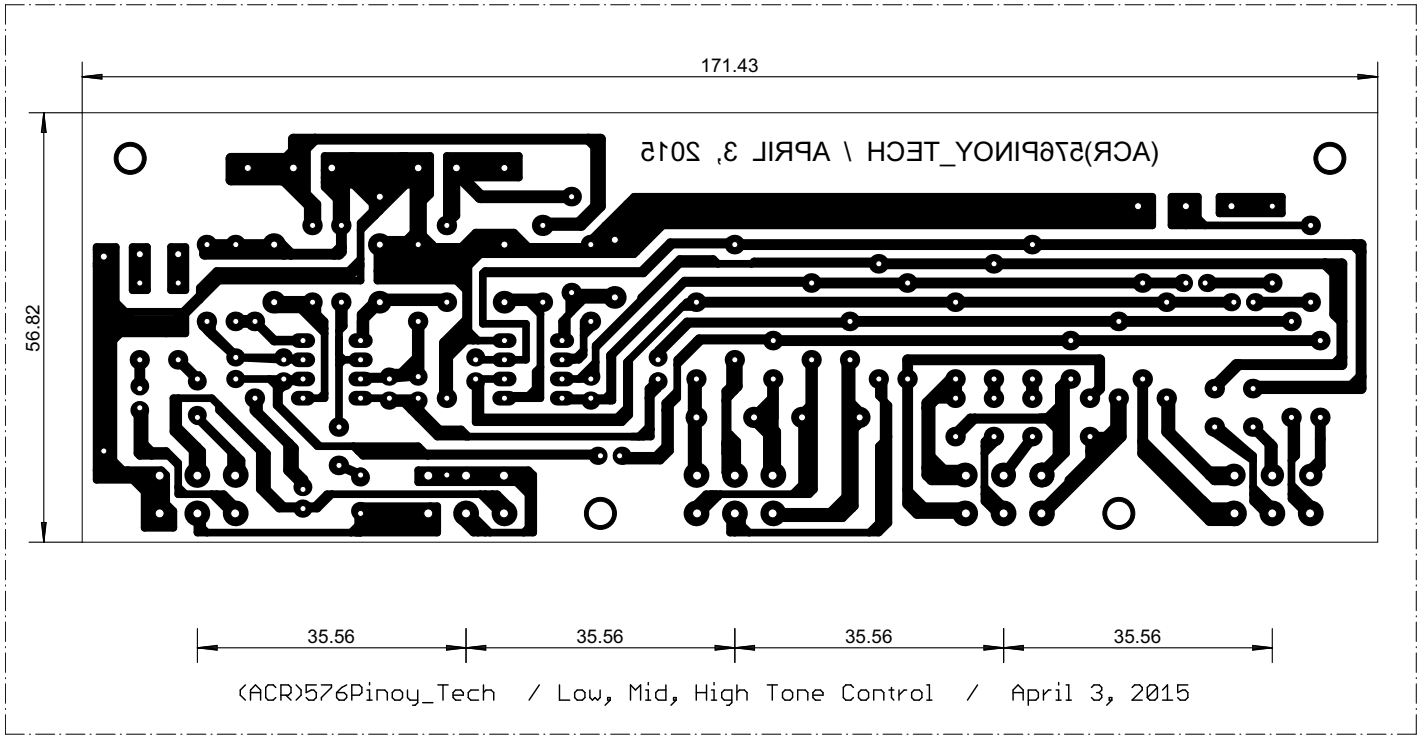 171.43
(ACR)576PINOY_TECH / APRIL 3, 2015
56.82
35.56 35.56 35.56 35.56
(ACR)576Pinoy_Tech / Low, Mid, High Tone Control / April 3, 2015